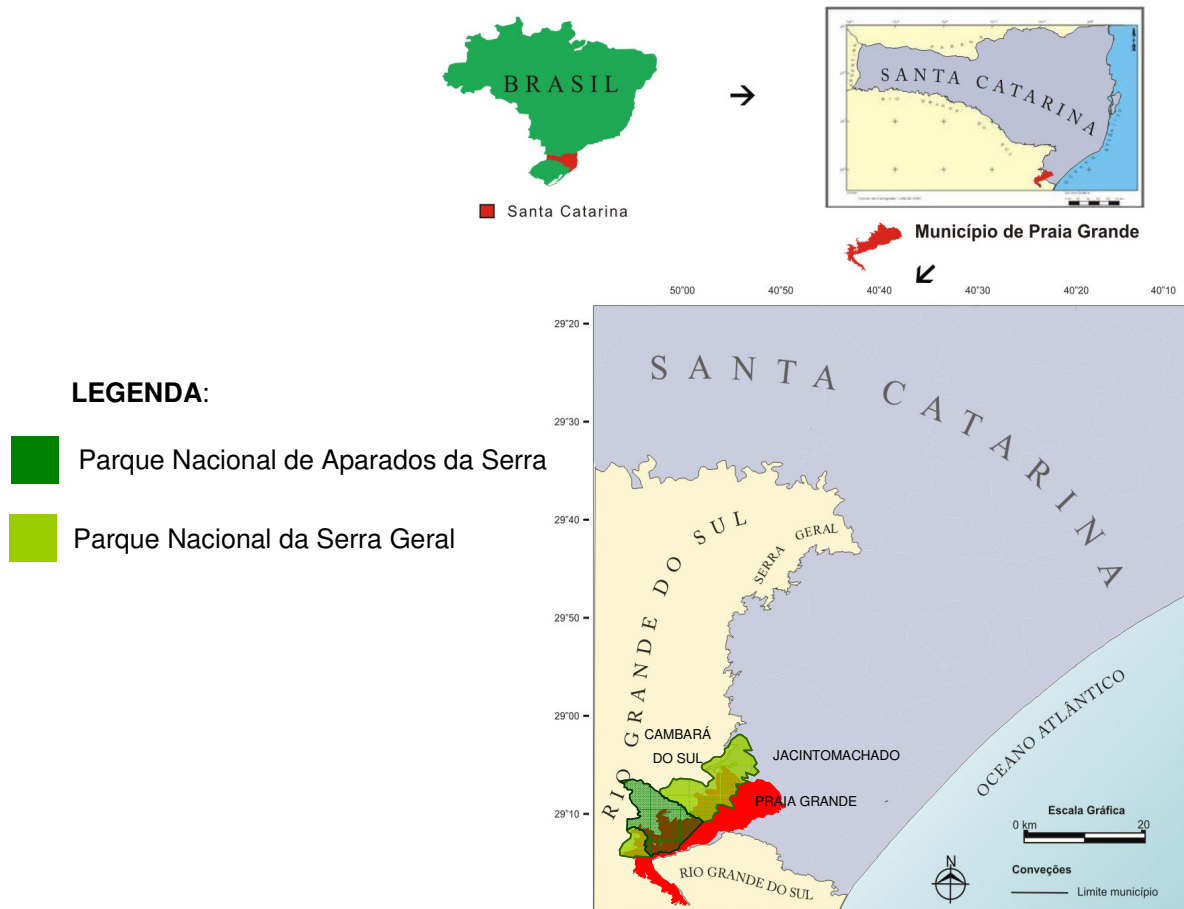 BRASIL
Santa Catarina
SANTA CATARINA
Município de Praia Grande
50°00 40°50 40°40 40°30 40°20 40°10
29°20
29°30
29°40
29°50
29°00
29°10
LEGENDA:
Parque Nacional de Aparados da Serra
Parque Nacional da Serra Geral
SANTA CATARINA
RIO GRANDE DO SUL
SERRA GERAL
CAMBARÁ
DO SUL
JACINTOMACHADO
PRAIA GRANDE
RIO GRANDE DO SUL
OCEANO ATLÂNTICO
Escala Gráfica
0 km 20
N
Conveções
Limite município